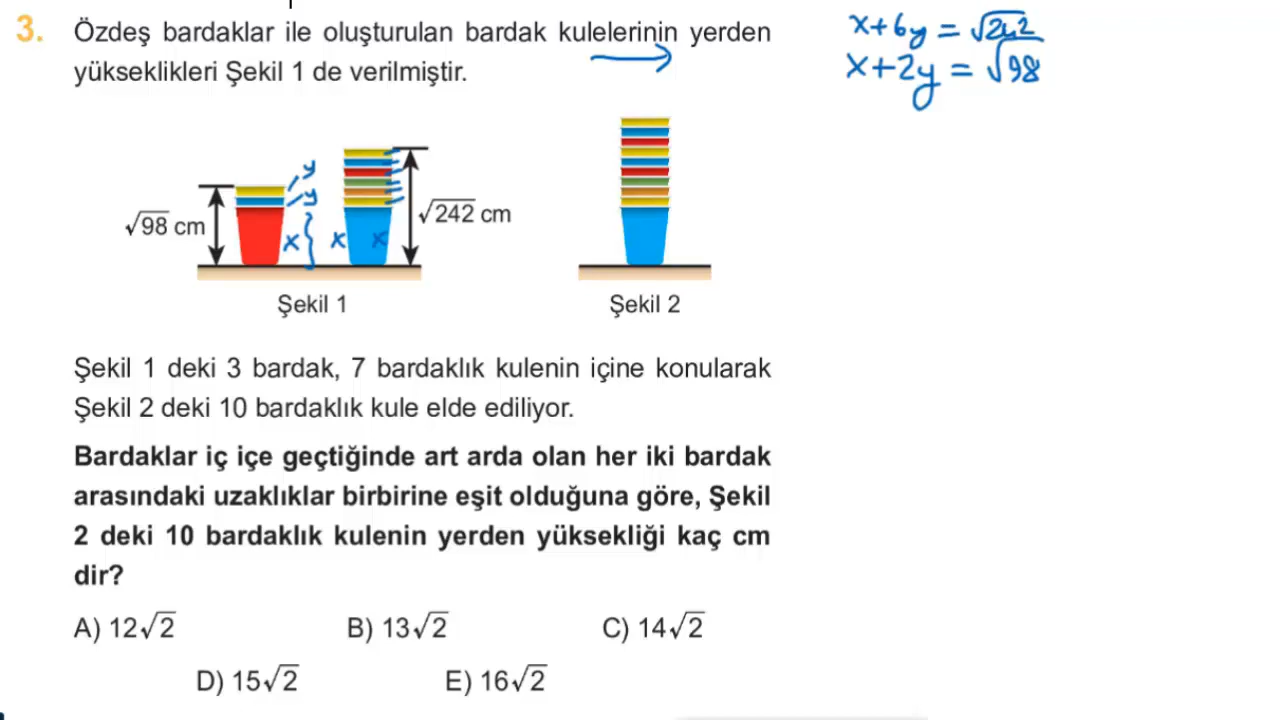 3. Özdeş bardaklar ile oluşturulan bardak kulelerinin yerden
yükseklikleri Şekil 1 de verilmiştir.
x+6y = √242
x+2y = √98
y
y
x
x
x
√98 cm
√242 cm
Şekil 1
Şekil 2
Şekil 1 deki 3 bardak, 7 bardaklık kulenin içine konularak
Şekil 2 deki 10 bardaklık kule elde ediliyor.
Bardaklar iç içe geçtiğinde art arda olan her iki bardak
arasındaki uzaklıklar birbirine eşit olduğuna göre, Şekil
2 deki 10 bardaklık kulenin yerden yüksekliği kaç cm
dir?
A) 12√2 B) 13√2 C) 14√2
D) 15√2 E) 16√2